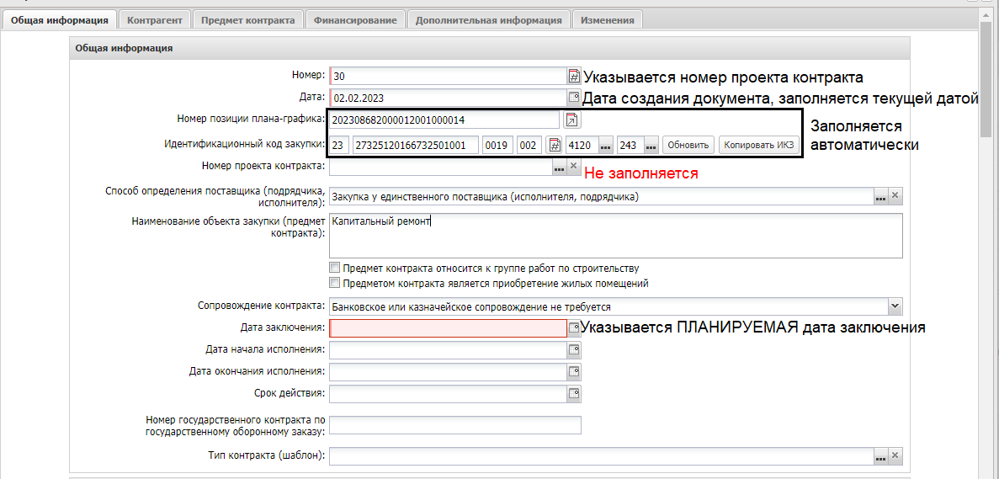 Общая информация Контрагент Предмет контракта Финансирование Дополнительная информация Изменения
Общая информация
Номер: 30 Указывается номер проекта контракта
Дата: 02.02.2023 Дата создания документа, заполняется текущей датой
Номер позиции плана-графика: 202308682000012001000014
Заполняется
автоматически
Идентификационный код закупки: 23 27325120166732501001 0019 002 4120 ... 243 ... Обновить Копировать ИКЗ
Номер проекта контракта: ... Не заполняется
Способ определения поставщика (подрядчика,
исполнителя): Закупка у единственного поставщика (исполнителя, подрядчика) ...
Наименование объекта закупки (предмет
контракта): Капитальный ремонт
Предмет контракта относится к группе работ по строительству
Предметом контракта является приобретение жилых помещений
Сопровождение контракта: Банковское или казначейское сопровождение не требуется
Дата заключения: Указывается ПЛАНИРУЕМАЯ дата заключения
Дата начала исполнения:
Дата окончания исполнения:
Срок действия:
Номер государственного контракта по
государственному оборонному заказу:
Тип контракта (шаблон): ...